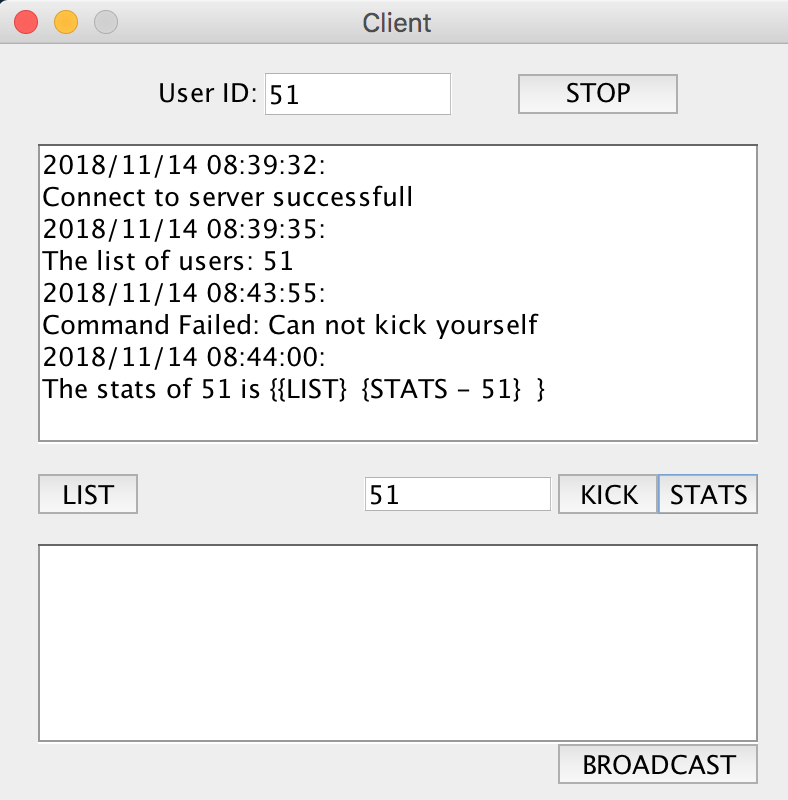 Client
User ID: 51 STOP
2018/11/14 08:39:32:
Connect to server successfull
2018/11/14 08:39:35:
The list of users: 51
2018/11/14 08:43:55:
Command Failed: Can not kick yourself
2018/11/14 08:44:00:
The stats of 51 is {{LIST}  {STATS - 51}  }
LIST 51 KICK STATS
BROADCAST